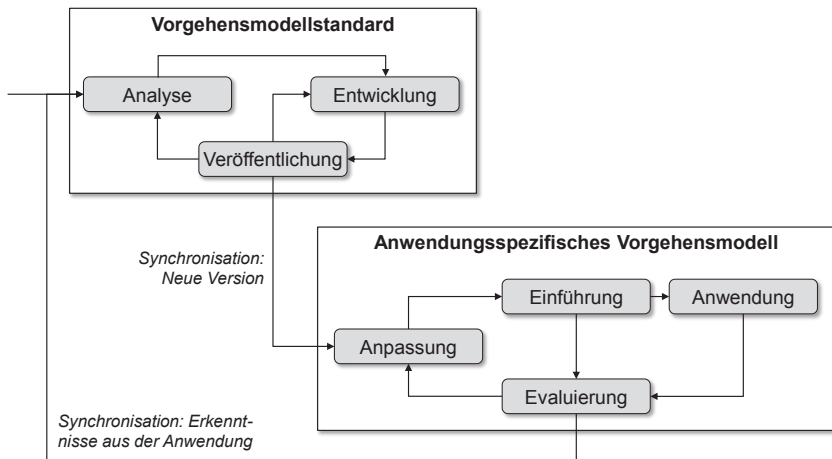 Vorgehensmodellstandard
Analyse
Entwicklung
Veröffentlichung
Synchronisation:
Neue Version
Anwendungsspezifisches Vorgehensmodell
Einführung
Anwendung
Anpassung
Evaluierung
Synchronisation: Erkennt-
nisse aus der Anwendung